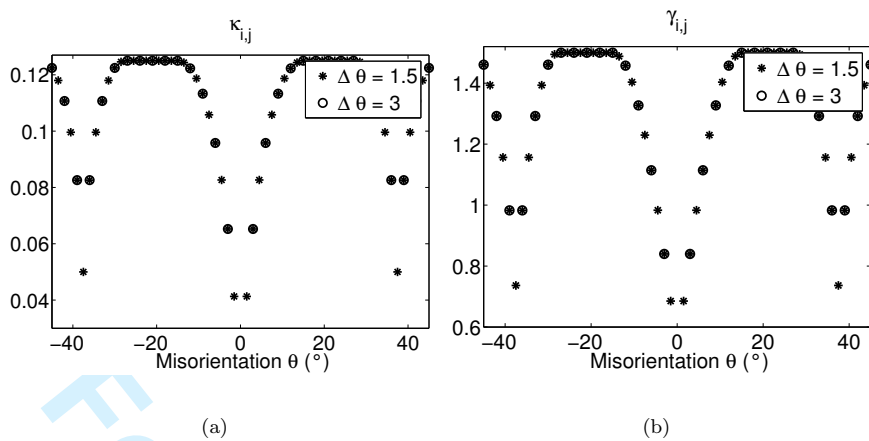 κi,j
0.12
0.1
0.08
0.06
0.04
−40
−20
0
20
40
Misorientation θ (°)
Δ θ = 1.5
Δ θ = 3
(a)
γi,j
1.4
1.2
1
0.8
0.6
−40
−20
0
20
40
Misorientation θ (°)
Δ θ = 1.5
Δ θ = 3
(b)